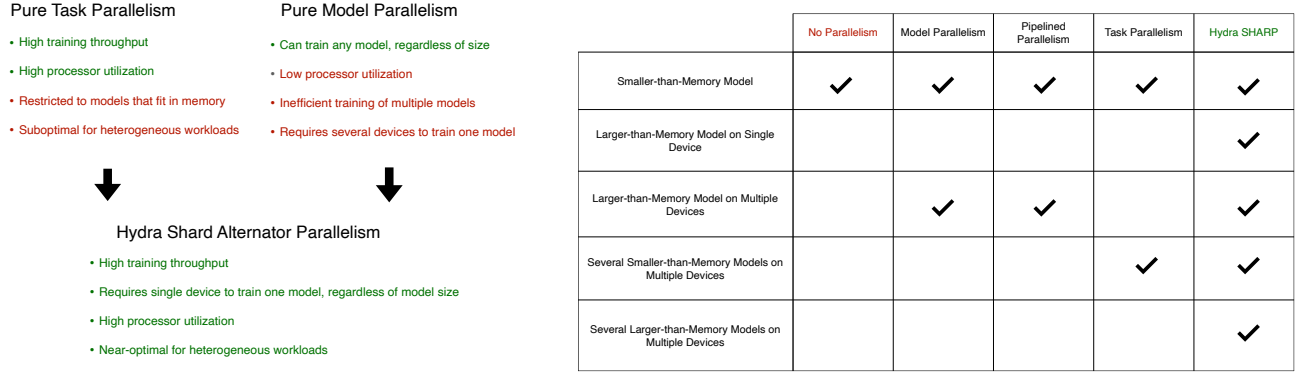 Pure Task Parallelism
• High training throughput
• High processor utilization
• Restricted to models that fit in memory
• Suboptimal for heterogeneous workloads
Pure Model Parallelism
• Can train any model, regardless of size
• Low processor utilization
• Inefficient training of multiple models
• Requires several devices to train one model
Hydra Shard Alternator Parallelism
• High training throughput
• Requires single device to train one model, regardless of model size
• High processor utilization
• Near-optimal for heterogeneous workloads
No Parallelism
Model Parallelism
Pipelined
Parallelism
Task Parallelism
Hydra SHARP
Smaller-than-Memory Model
Larger-than-Memory Model on Single
Device
Larger-than-Memory Model on Multiple
Devices
Several Smaller-than-Memory Models on
Multiple Devices
Several Larger-than-Memory Models on
Multiple Devices